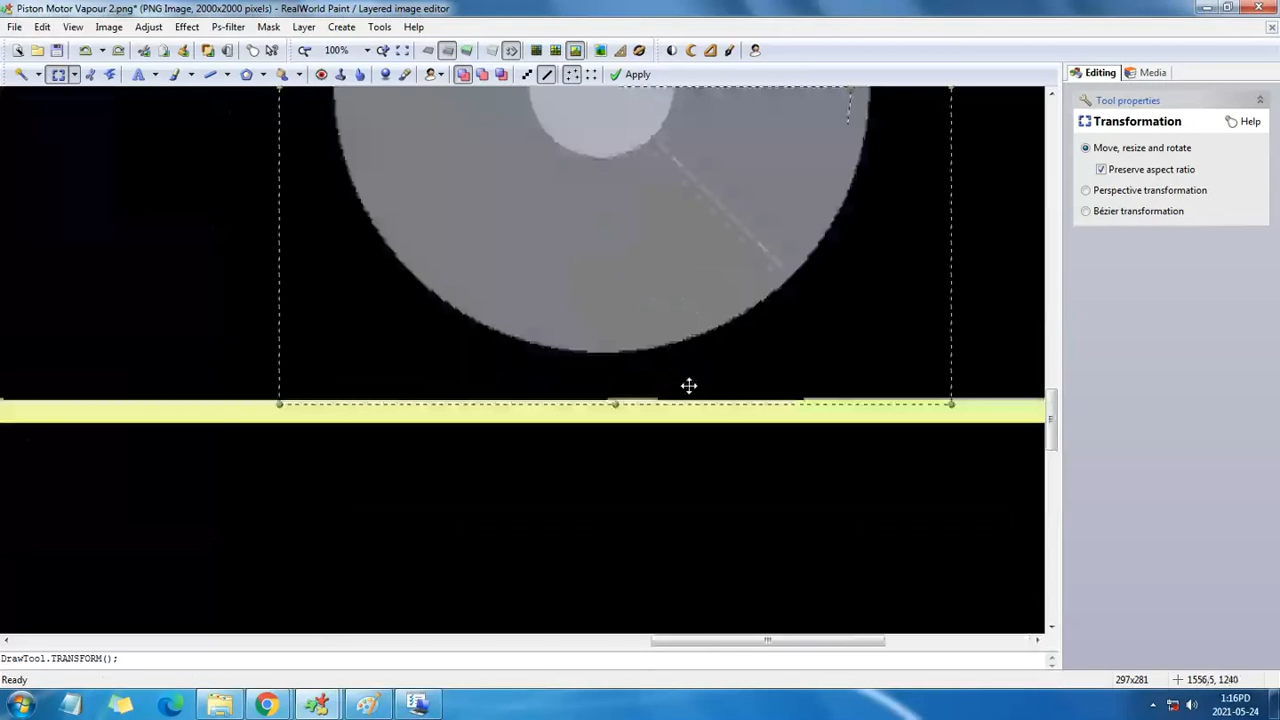 Piston Motor Vapour 2.png* (PNG Image, 2000x2000 pixels) - RealWorld Paint / Layered image editor
File Edit View Image Adjust Effect Ps-filter Mask Layer Create Tools Help
100%
Apply
Editing Media
Tool properties
Transformation Help
Move, resize and rotate
Preserve aspect ratio
Perspective transformation
Bézier transformation
DrawTool.TRANSFORM();
Ready 297x281 1556,5, 1240
1:16PD
2021-05-24